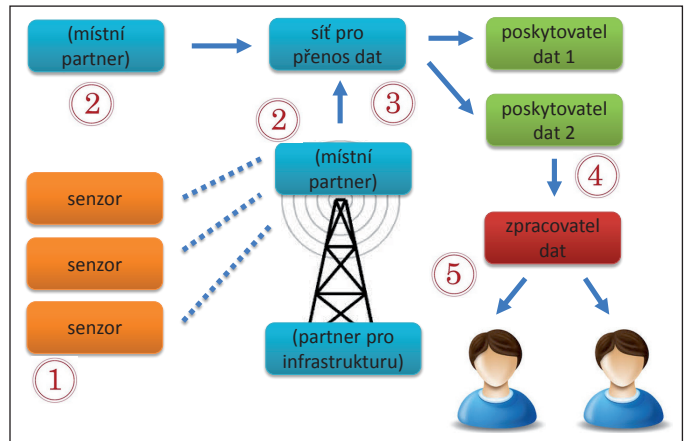 (místní
partner)
síť pro
přenos dat
poskytovatel
dat 1
2
2
3
poskytovatel
dat 2
(místní
partner)
4
senzor
senzor
zpracovatel
dat
5
senzor
(partner pro
infrastrukturu)
1